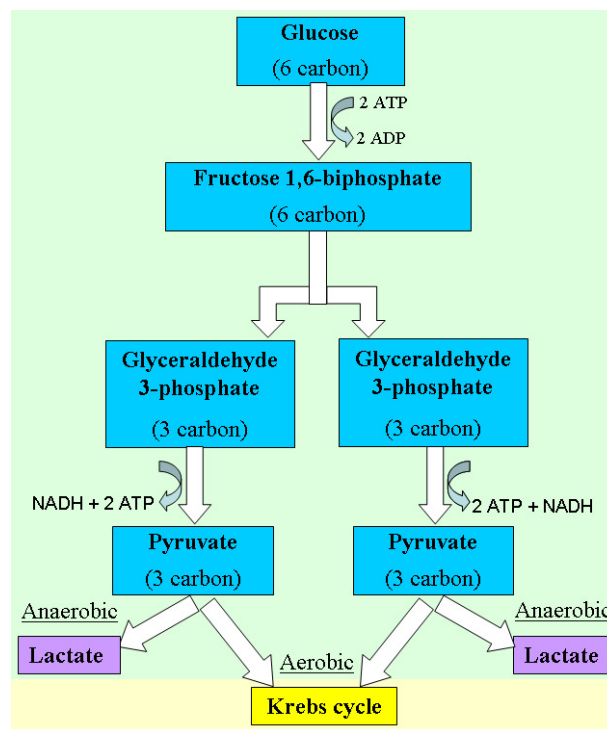 Glucose
(6 carbon)
2 ATP
2 ADP
Fructose 1,6-biphosphate
(6 carbon)
Glyceraldehyde
3-phosphate
(3 carbon)
Glyceraldehyde
3-phosphate
(3 carbon)
NADH + 2 ATP
2 ATP + NADH
Pyruvate
(3 carbon)
Pyruvate
(3 carbon)
Anaerobic
Anaerobic
Lactate
Aerobic
Lactate
Krebs cycle